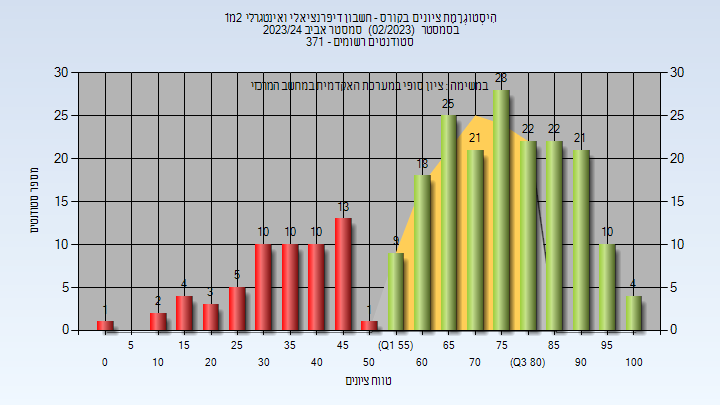 היסטוגרמת ציונים בקורס - חשבון דיפרנציאלי ואינטגרלי 2מ1
בסמסטר (02/2023) סמסטר אביב 2023/24
סטודנטים רשומים - 371
במשימה : ציון סופי במערכת האקדמית במחשב המרכזי
מספר סטודנטים
30 30
25 25
20 20
15 15
10 10
5 5
0 0
1 2 4 3 5 10 10 10 13 1 9 18 25 21 28 22 22 21 10 4
5 15 25 35 45 (Q1 55) 65 75 85 95
0 10 20 30 40 50 60 70 (Q3 80) 90 100
טווח ציונים